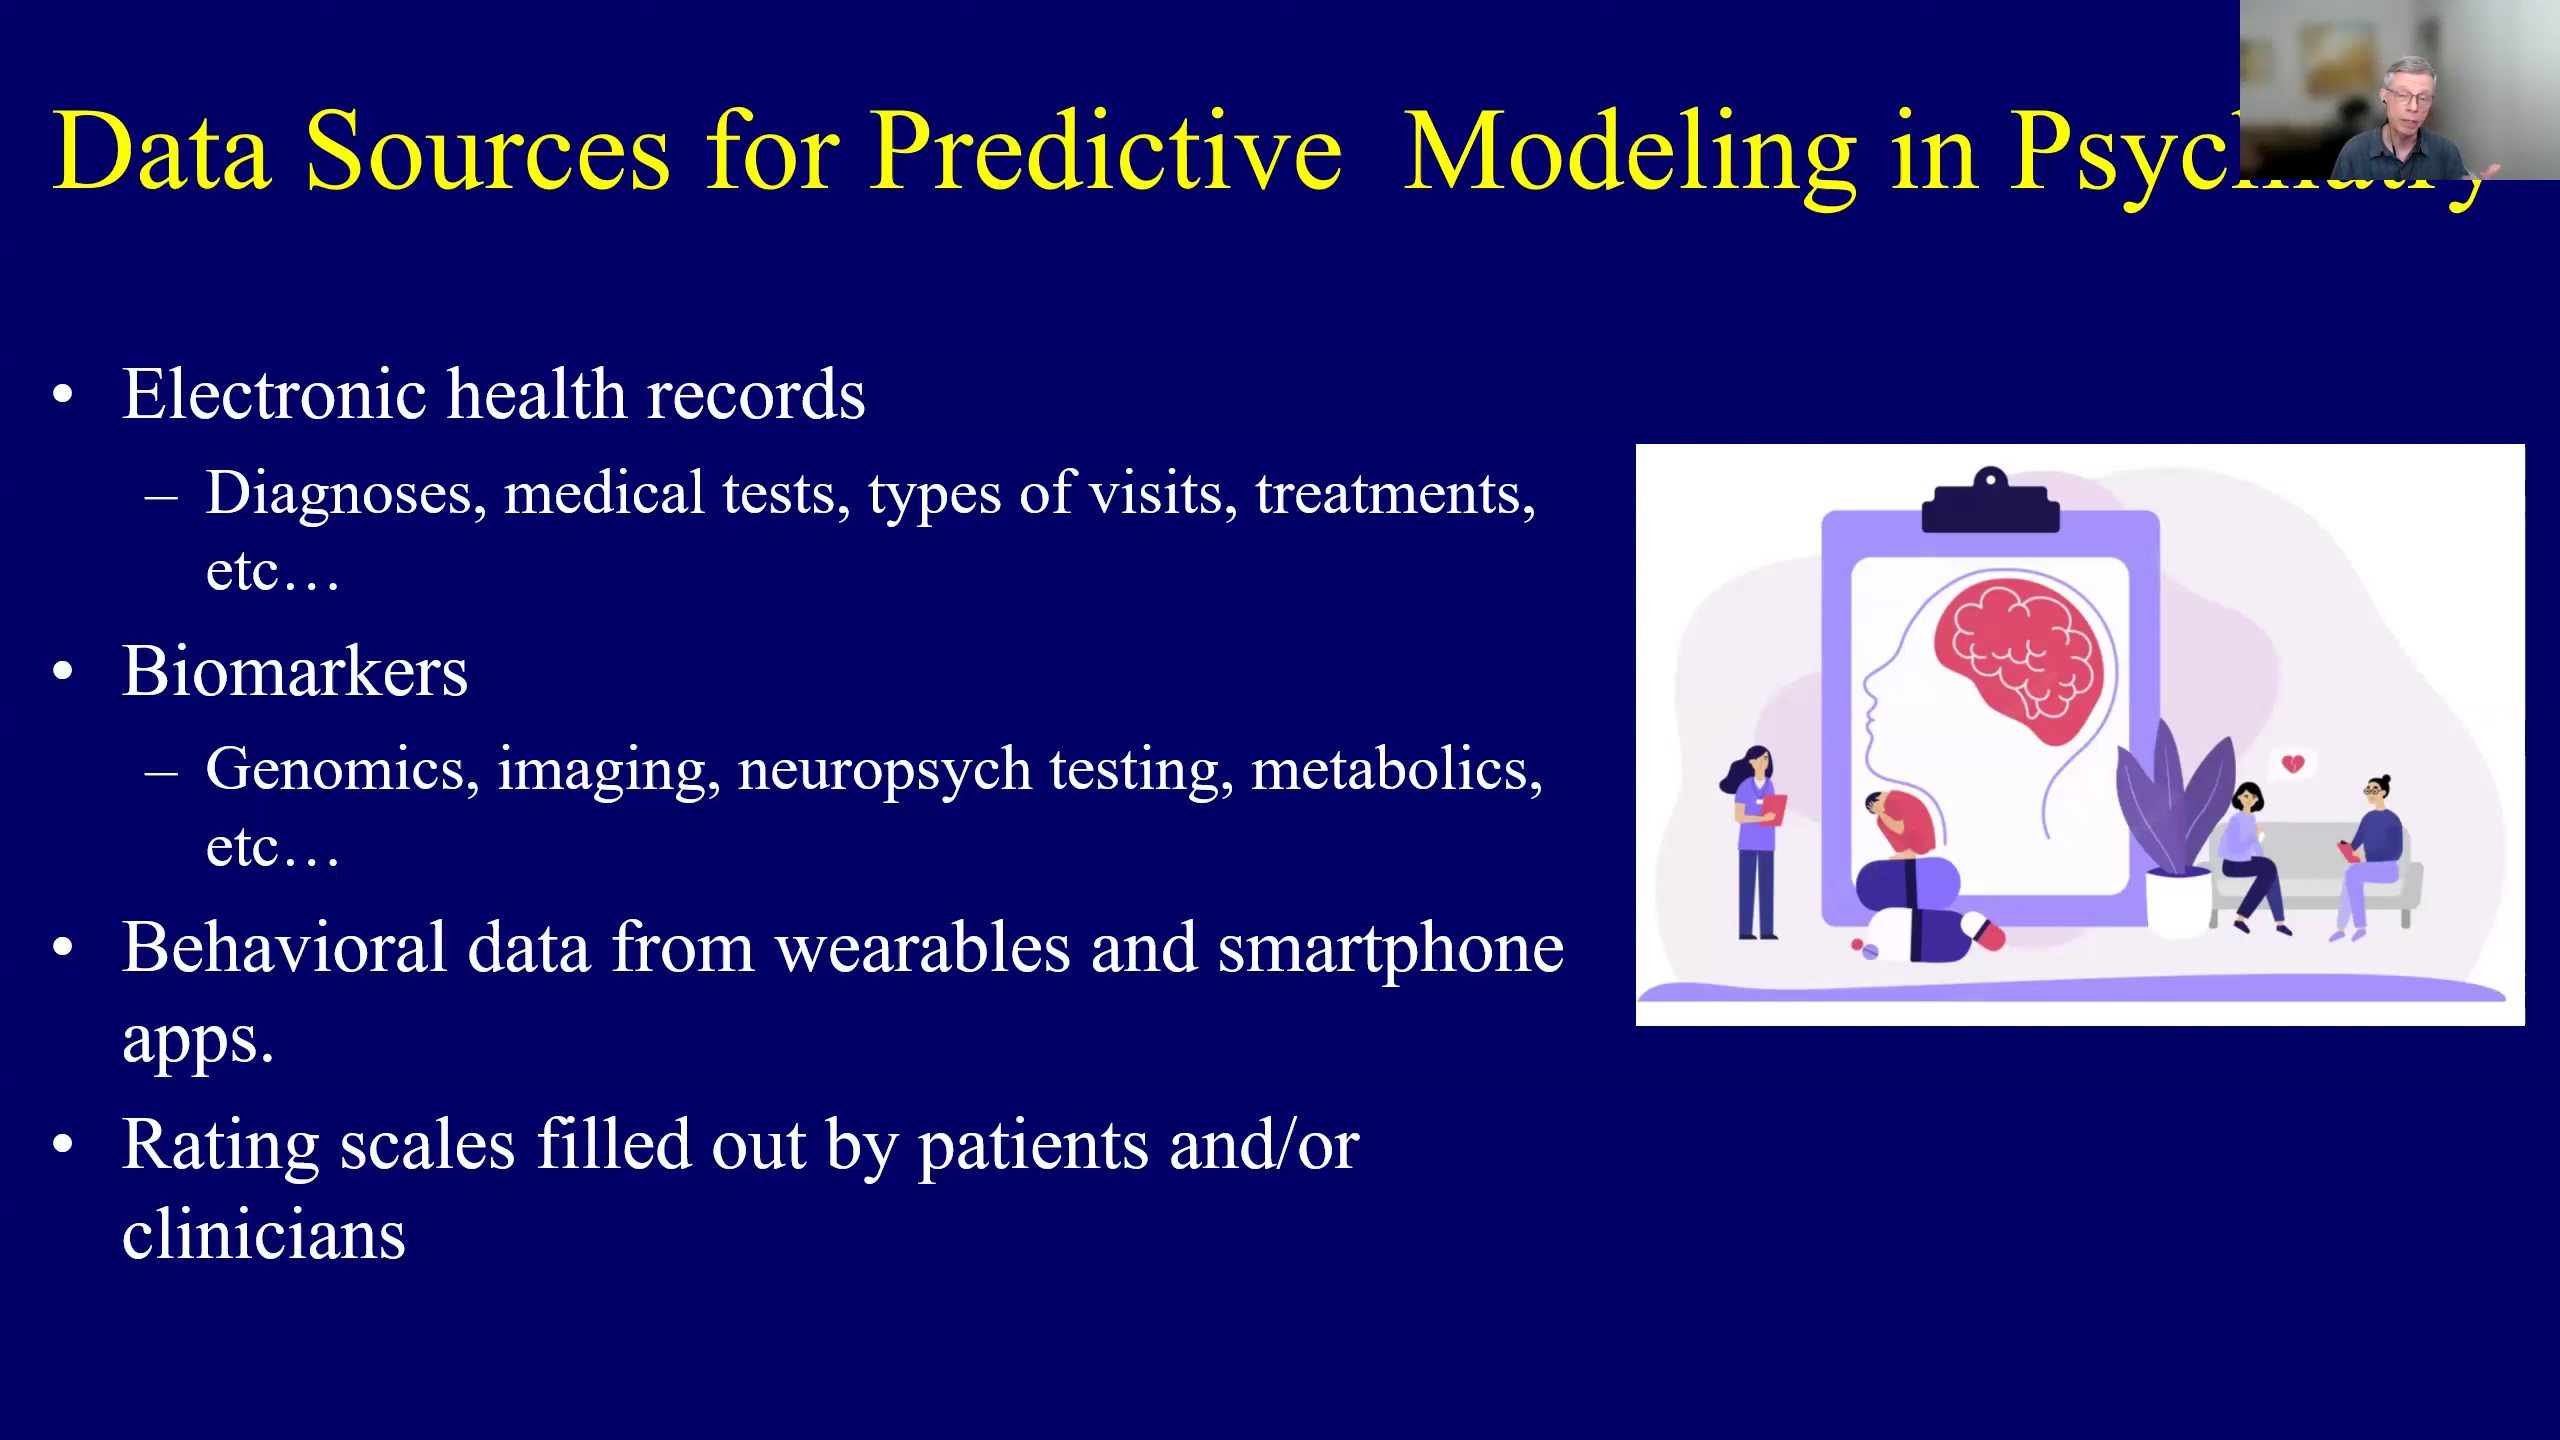 Data Sources for Predictive  Modeling in Psychiatry
• Electronic health records
– Diagnoses, medical tests, types of visits, treatments,
etc…
• Biomarkers
– Genomics, imaging, neuropsych testing, metabolics,
etc…
• Behavioral data from wearables and smartphone
apps.
• Rating scales filled out by patients and/or
clinicians